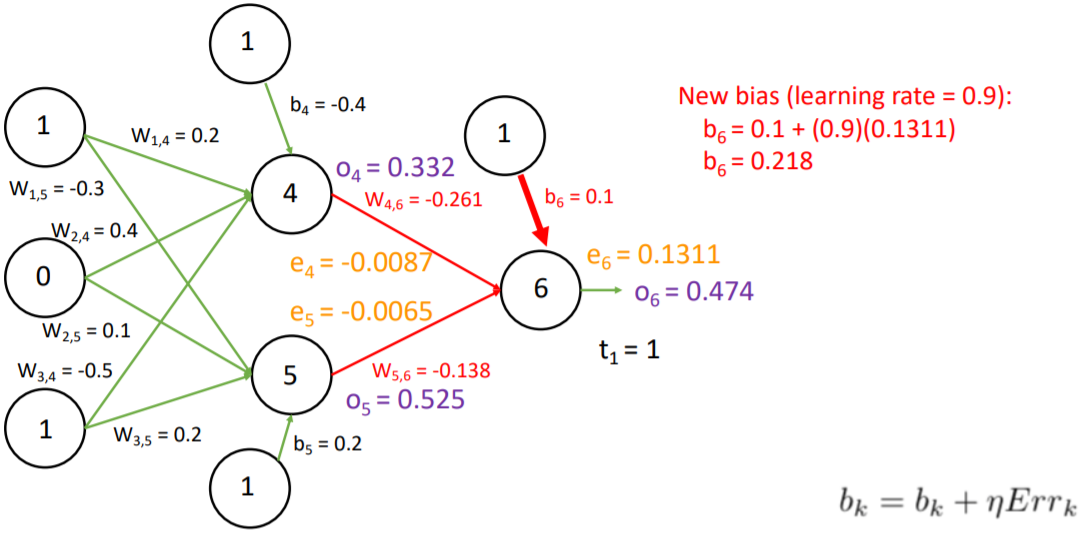 1
b₄ = -0.4
1
W₁,₄ = 0.2
1
New bias (learning rate = 0.9):
b₆ = 0.1 + (0.9)(0.1311)
b₆ = 0.218
o₄ = 0.332
W₁,₅ = -0.3
4
W₄,₆ = -0.261
b₆ = 0.1
W₂,₄ = 0.4
0
e₄ = -0.0087
e₆ = 0.1311
6
o₆ = 0.474
e₅ = -0.0065
W₂,₅ = 0.1
t₁ = 1
W₃,₄ = -0.5
5
W₅,₆ = -0.138
o₅ = 0.525
1
W₃,₅ = 0.2
b₅ = 0.2
1
bₖ = bₖ + ηErrₖ